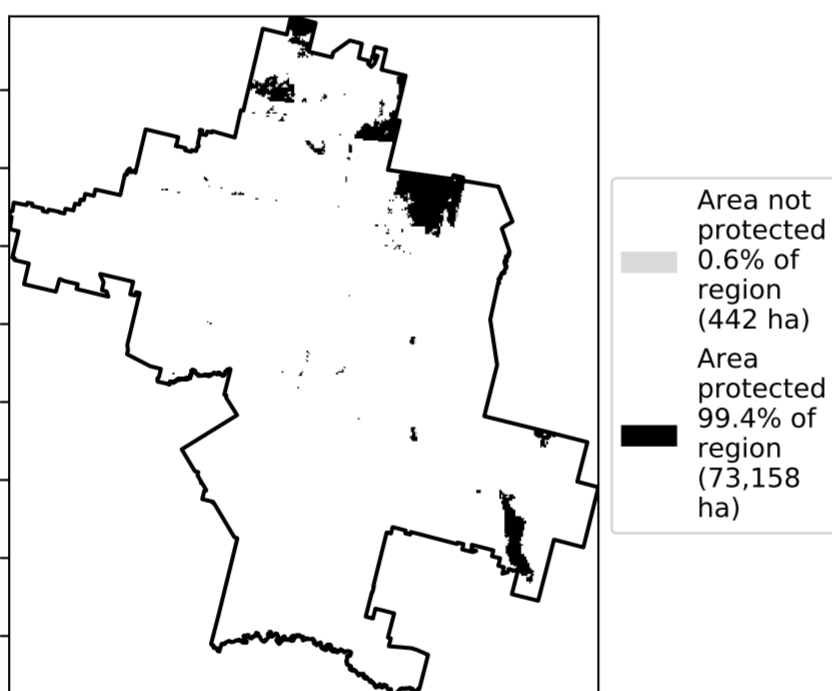 Area not
protected
0.6% of
region
(442 ha)
Area
protected
99.4% of
region
(73,158
ha)